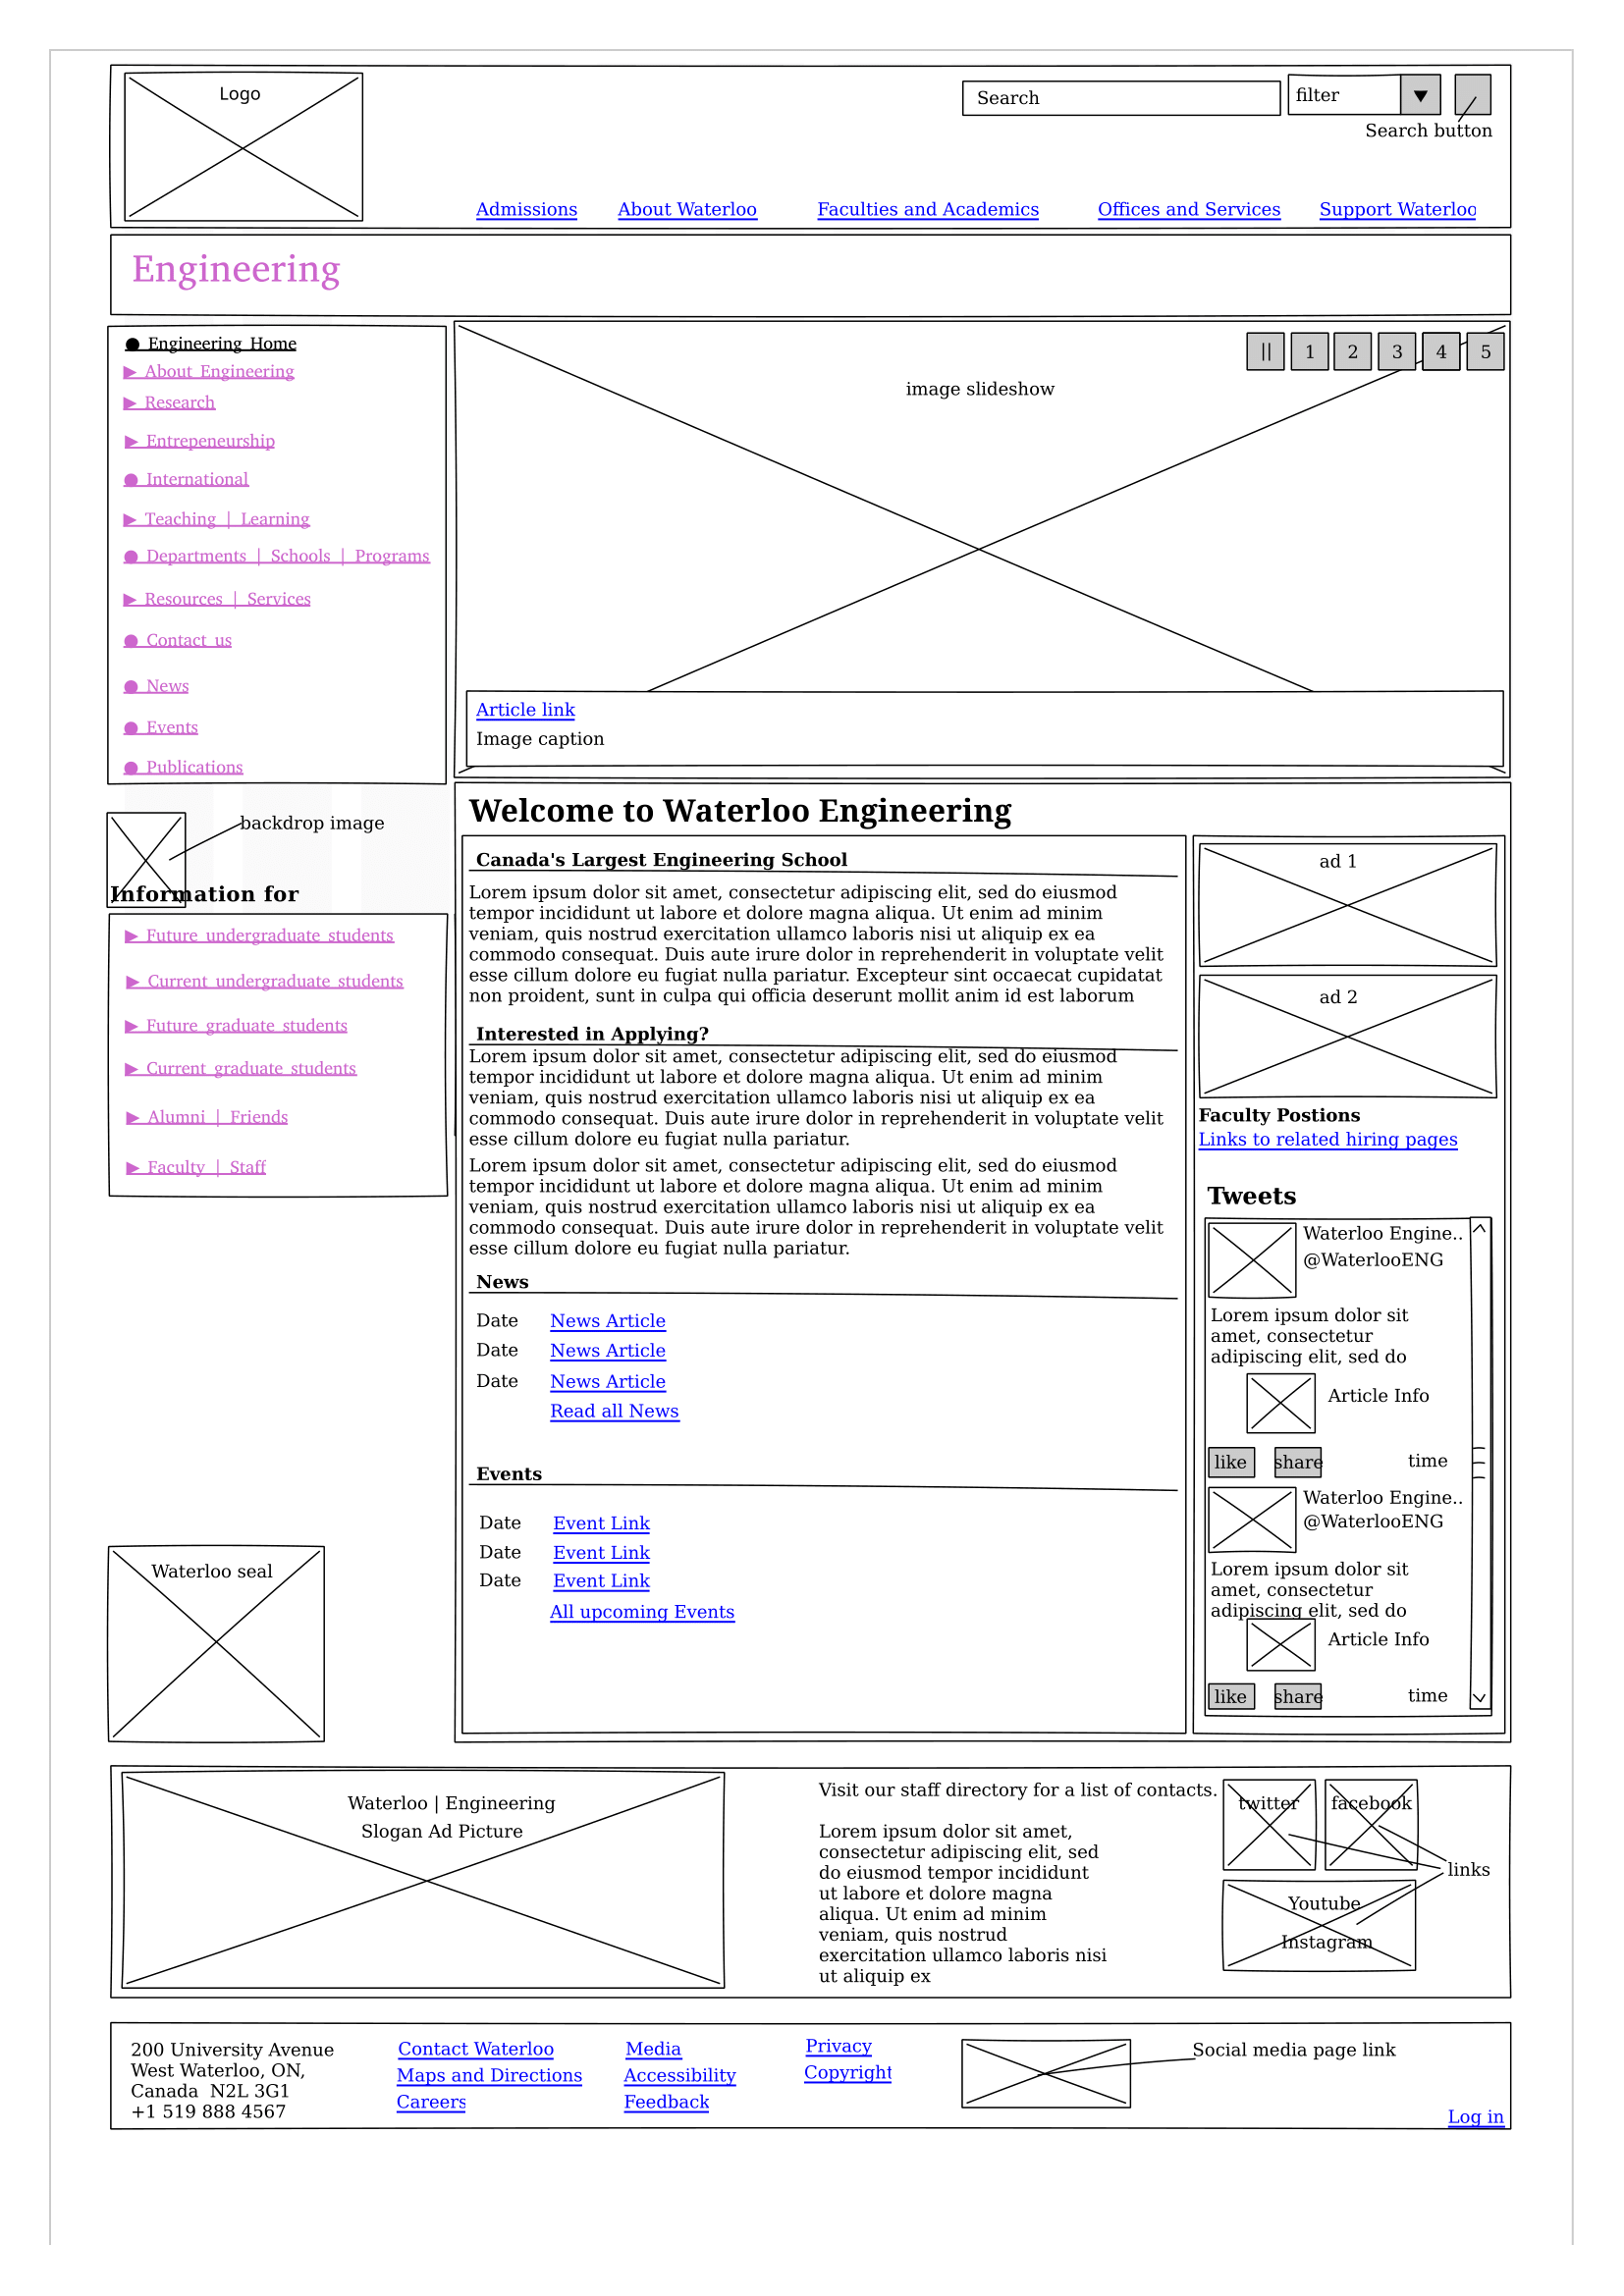 Logo
Search
filter
Search button
Admissions
About Waterloo
Faculties and Academics
Offices and Services
Support Waterloo
Engineering
Engineering Home
About Engineering
Research
Entrepeneurship
International
Teaching | Learning
Departments | Schools | Programs
Resources | Services
Contact us
News
Events
Publications
|| 1 2 3 4 5
image slideshow
Article link
Image caption
backdrop image
Information for
Future undergraduate students
Current undergraduate students
Future graduate students
Current graduate students
Alumni | Friends
Faculty | Staff
Waterloo seal
Welcome to Waterloo Engineering
Canada's Largest Engineering School
Lorem ipsum dolor sit amet, consectetur adipiscing elit, sed do eiusmod
tempor incididunt ut labore et dolore magna aliqua. Ut enim ad minim
veniam, quis nostrud exercitation ullamco laboris nisi ut aliquip ex ea
commodo consequat. Duis aute irure dolor in reprehenderit in voluptate velit
esse cillum dolore eu fugiat nulla pariatur. Excepteur sint occaecat cupidatat
non proident, sunt in culpa qui officia deserunt mollit anim id est laborum
Interested in Applying?
Lorem ipsum dolor sit amet, consectetur adipiscing elit, sed do eiusmod
tempor incididunt ut labore et dolore magna aliqua. Ut enim ad minim
veniam, quis nostrud exercitation ullamco laboris nisi ut aliquip ex ea
commodo consequat. Duis aute irure dolor in reprehenderit in voluptate velit
esse cillum dolore eu fugiat nulla pariatur.
Lorem ipsum dolor sit amet, consectetur adipiscing elit, sed do eiusmod
tempor incididunt ut labore et dolore magna aliqua. Ut enim ad minim
veniam, quis nostrud exercitation ullamco laboris nisi ut aliquip ex ea
commodo consequat. Duis aute irure dolor in reprehenderit in voluptate velit
esse cillum dolore eu fugiat nulla pariatur.
News
Date News Article
Date News Article
Date News Article
Read all News
Events
Date Event Link
Date Event Link
Date Event Link
All upcoming Events
ad 1
ad 2
Faculty Postions
Links to related hiring pages
Tweets
Waterloo Engine..
@WaterlooENG
Lorem ipsum dolor sit
amet, consectetur
adipiscing elit, sed do
Article Info
like share time
Waterloo Engine..
@WaterlooENG
Lorem ipsum dolor sit
amet, consectetur
adipiscing elit, sed do
Article Info
like share time
Waterloo | Engineering
Slogan Ad Picture
Visit our staff directory for a list of contacts.
Lorem ipsum dolor sit amet,
consectetur adipiscing elit, sed
do eiusmod tempor incididunt
ut labore et dolore magna
aliqua. Ut enim ad minim
veniam, quis nostrud
exercitation ullamco laboris nisi
ut aliquip ex
twitter
facebook
links
Youtube
Instagram
200 University Avenue
West Waterloo, ON,
Canada N2L 3G1
+1 519 888 4567
Contact Waterloo
Maps and Directions
Careers
Media
Accessibility
Feedback
Privacy
Copyright
Social media page link
Log in